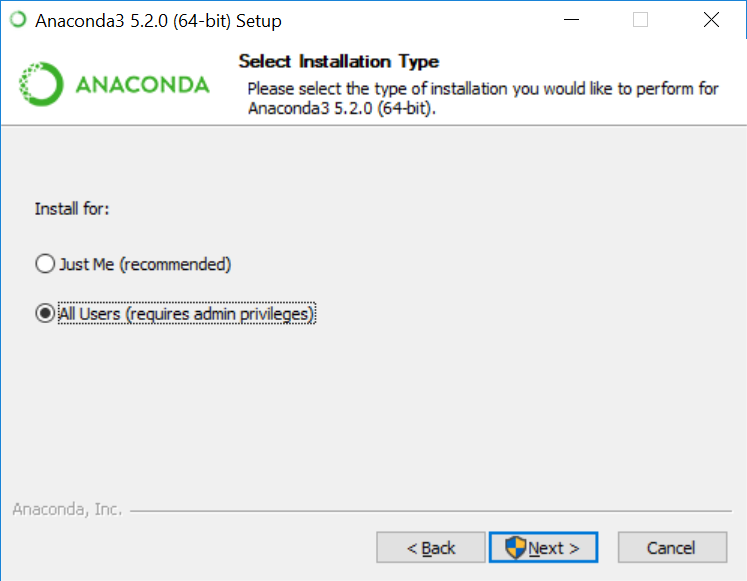 Anaconda3 5.2.0 (64-bit) Setup
ANACONDA
Select Installation Type
Please select the type of installation you would like to perform for
Anaconda3 5.2.0 (64-bit).
Install for:
Just Me (recommended)
All Users (requires admin privileges)
Anaconda, Inc.
< Back
Next >
Cancel